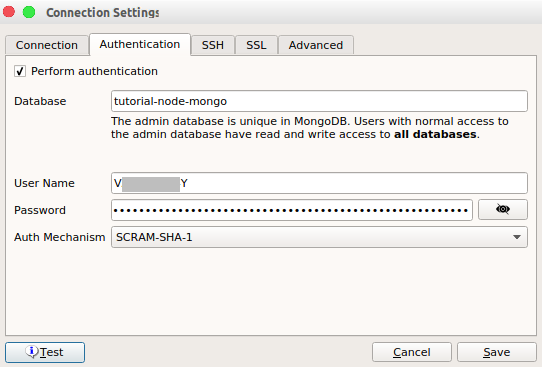 Connection Settings
Connection Authentication SSH SSL Advanced
Perform authentication
Database tutorial-node-mongo
The admin database is unique in MongoDB. Users with normal access to
the admin database have read and write access to all databases.
User Name V Y
Password ••••••••••••••••••••••••••••••••••••••••••••••••••••••
Auth Mechanism SCRAM-SHA-1
Test Cancel Save